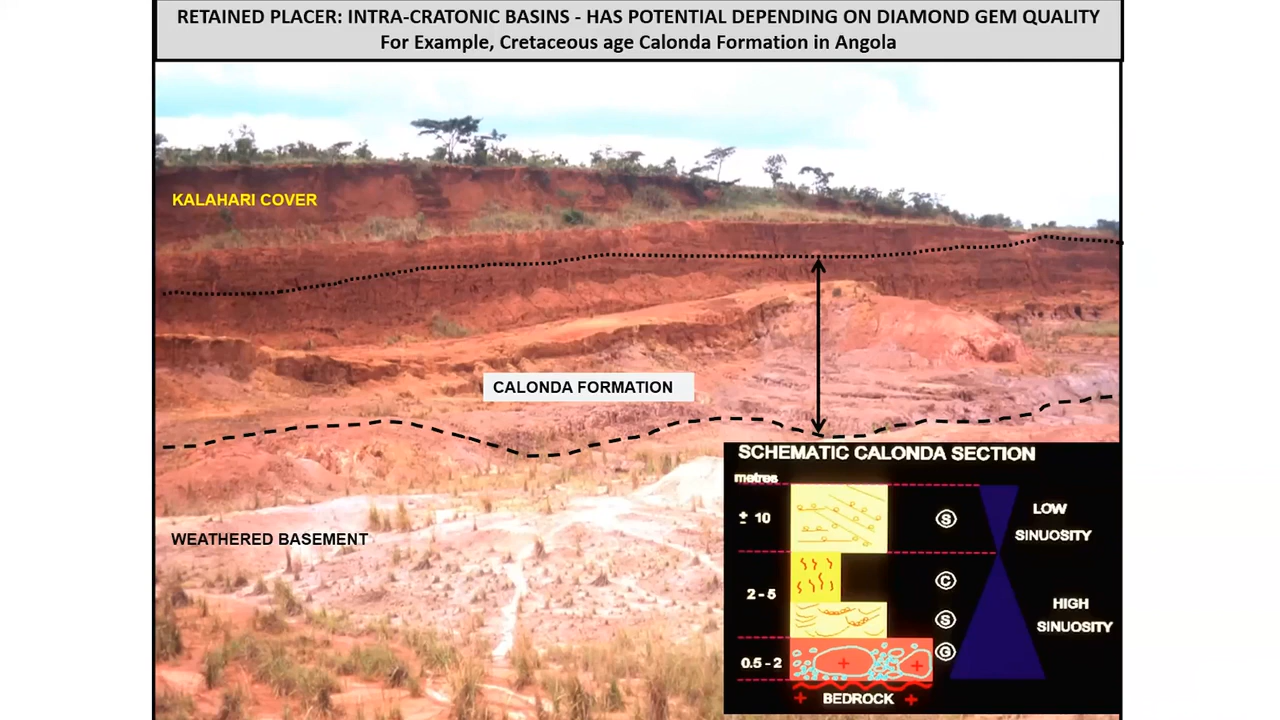 RETAINED PLACER: INTRA-CRATONIC BASINS - HAS POTENTIAL DEPENDING ON DIAMOND GEM QUALITY
For Example, Cretaceous age Calonda Formation in Angola
KALAHARI COVER
CALONDA FORMATION
WEATHERED BASEMENT
SCHEMATIC CALONDA SECTION
metres
± 10
S
LOW
SINUOSITY
2 - 5
C
S
HIGH
SINUOSITY
0.5 - 2
G
BEDROCK